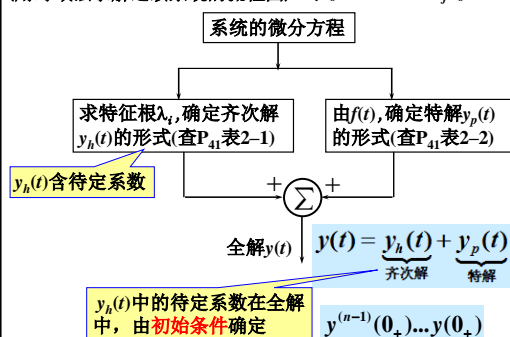 系统的微分方程
求特征根λi,确定齐次解
yh(t)的形式(查P41表2–1)
由f(t),确定特解yp(t)
的形式(查P41表2–2)
yh(t)含待定系数
+ Σ +
全解y(t)
y(t) = yh(t) + yp(t)
齐次解 特解
yh(t)中的待定系数在全解
中，由初始条件确定
y(n-1)(0+)...y(0+)